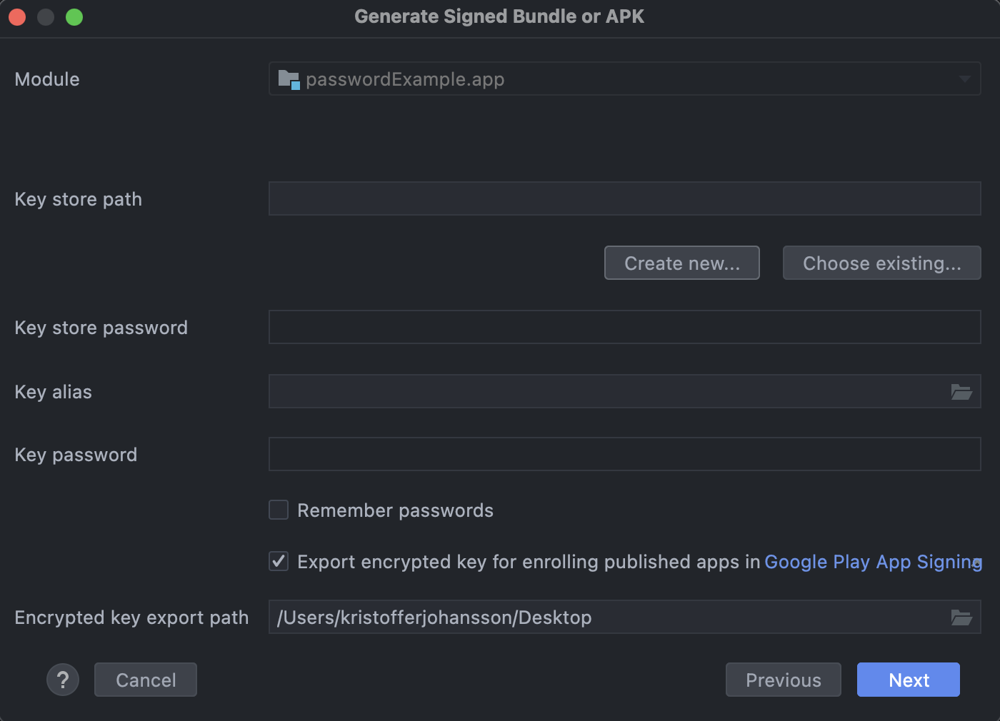 Generate Signed Bundle or APK
Module
passwordExample.app
Key store path
Create new...
Choose existing...
Key store password
Key alias
Key password
Remember passwords
Export encrypted key for enrolling published apps in Google Play App Signing
Encrypted key export path
/Users/kristofferjohansson/Desktop
?
Cancel
Previous
Next